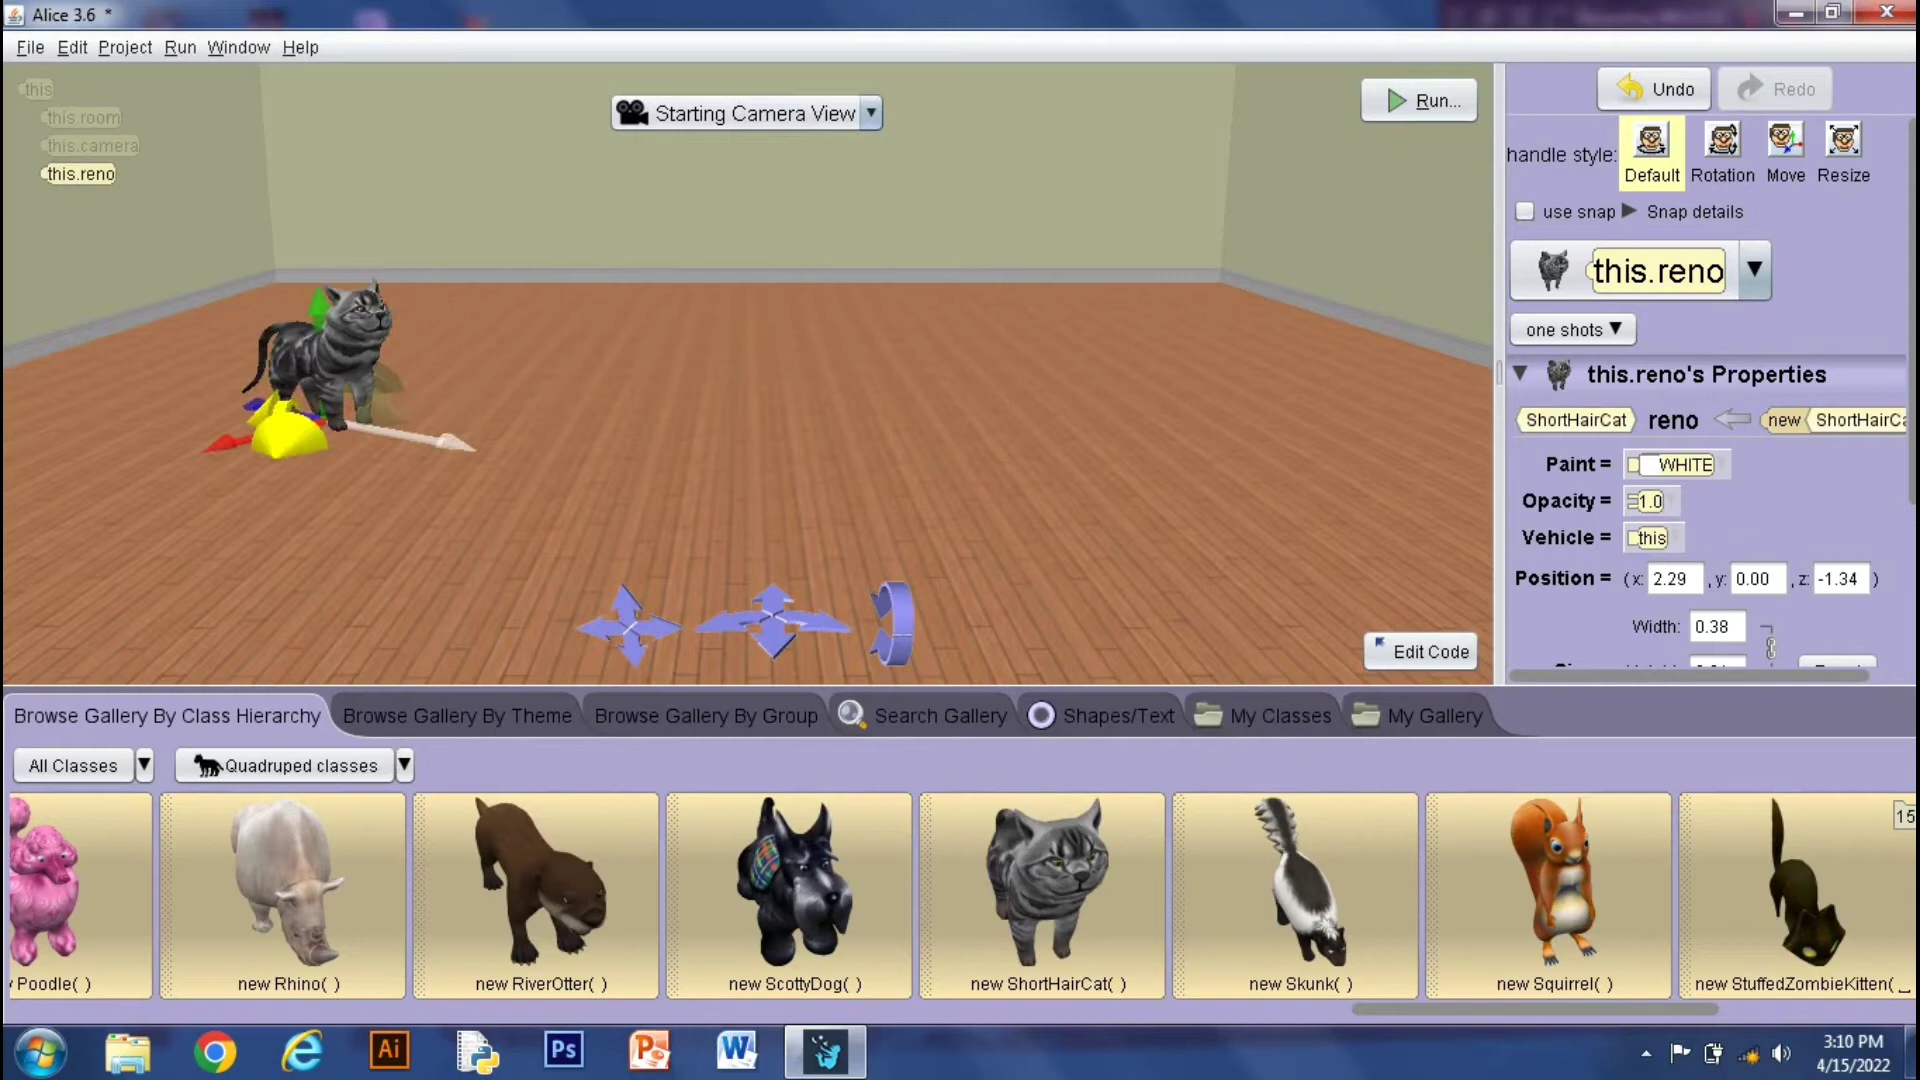 Alice 3.6 *
File Edit Project Run Window Help
this
this.room
this.camera
this.reno
Starting Camera View
Run...
Undo
Redo
handle style:
Default Rotation Move Resize
use snap Snap details
this.reno
one shots
this.reno's Properties
ShortHairCat reno new ShortHairCa
Paint = WHITE
Opacity = 1.0
Vehicle = this
Position = (x: 2.29 , y: 0.00 , z: -1.34 )
Width: 0.38
Edit Code
Browse Gallery By Class Hierarchy Browse Gallery By Theme Browse Gallery By Group Search Gallery Shapes/Text My Classes My Gallery
All Classes Quadruped classes
15
Poodle( ) new Rhino( ) new RiverOtter( ) new ScottyDog( ) new ShortHairCat( ) new Skunk( ) new Squirrel( ) new StuffedZombieKitten(
Ai Ps P W
3:10 PM
4/15/2022